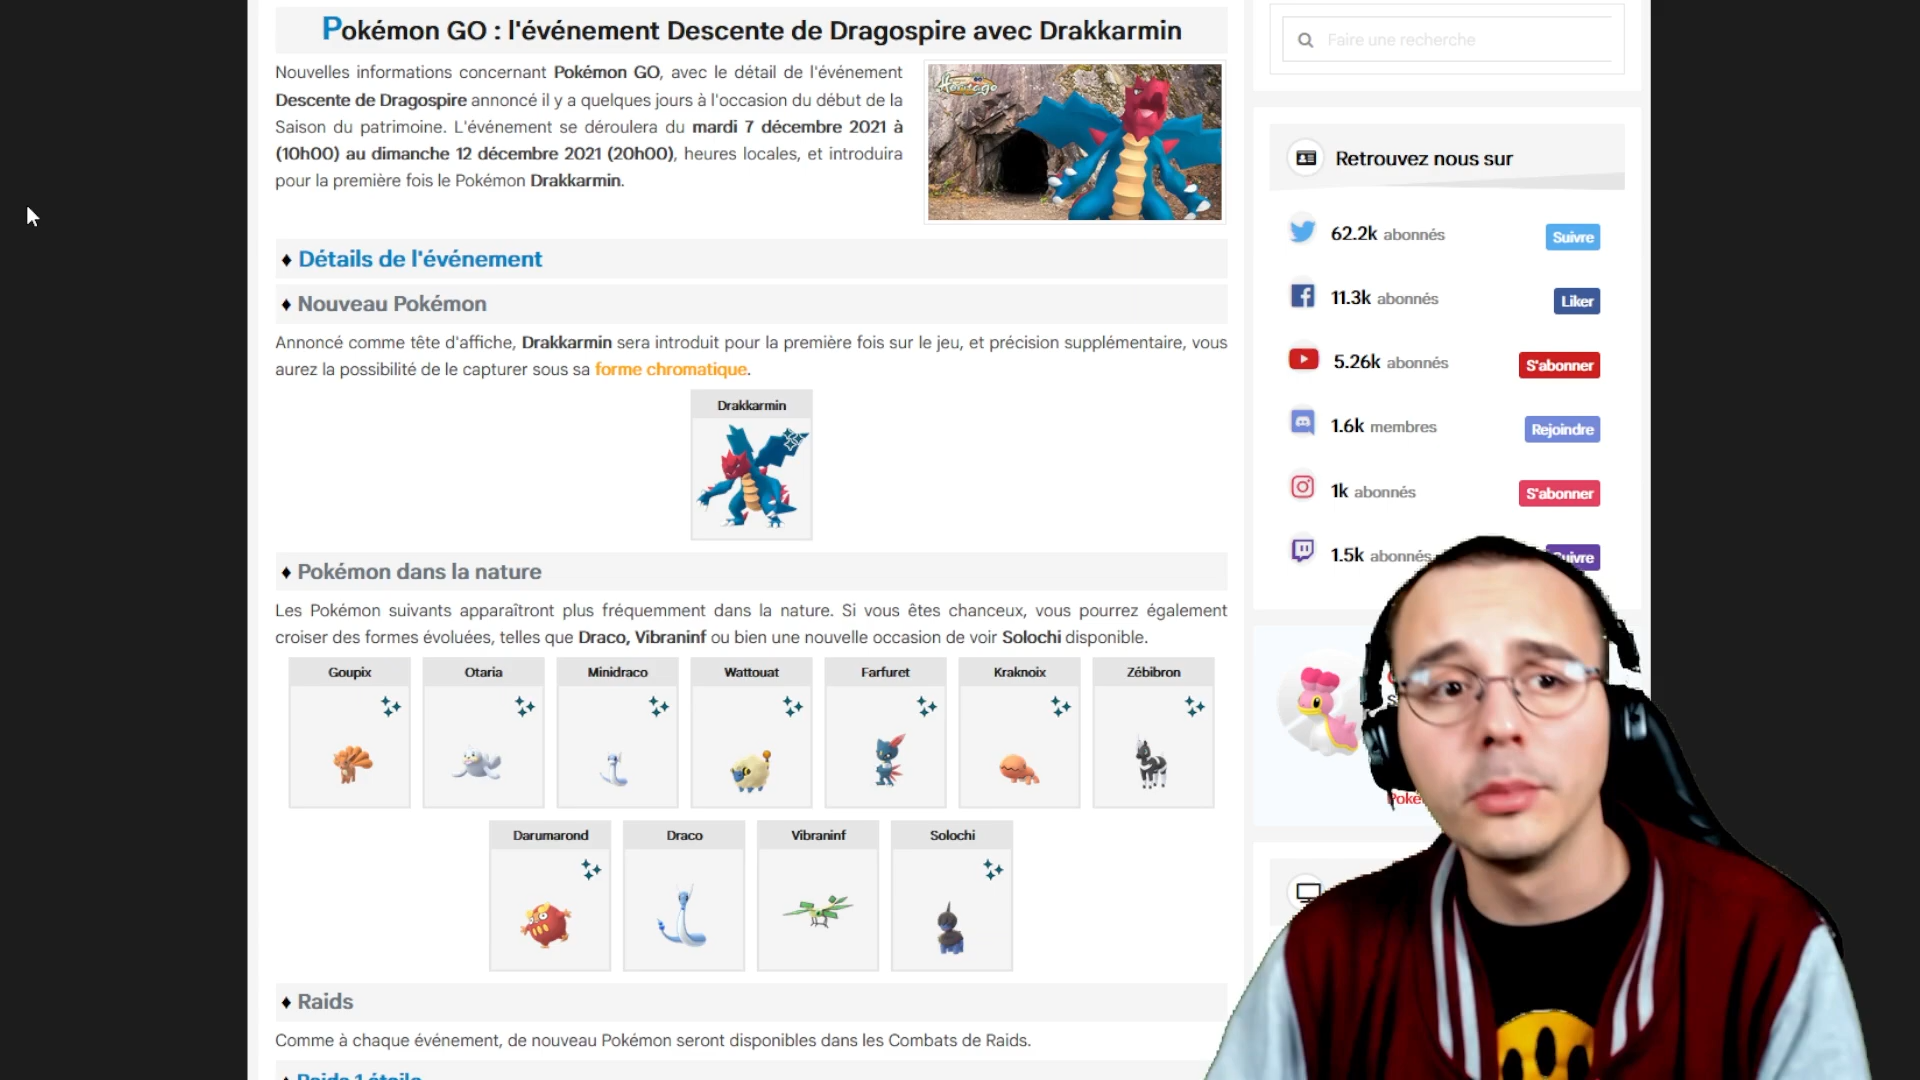 Pokémon GO : l'événement Descente de Dragospire avec Drakkarmin
Nouvelles informations concernant Pokémon GO, avec le détail de l'événement
Descente de Dragospire annoncé il y a quelques jours à l'occasion du début de la
Saison du patrimoine. L'événement se déroulera du mardi 7 décembre 2021 à
(10h00) au dimanche 12 décembre 2021 (20h00), heures locales, et introduira
pour la première fois le Pokémon Drakkarmin.
♦ Détails de l'événement
♦ Nouveau Pokémon
Annoncé comme tête d'affiche, Drakkarmin sera introduit pour la première fois sur le jeu, et précision supplémentaire, vous
aurez la possibilité de le capturer sous sa forme chromatique.
Drakkarmin
♦ Pokémon dans la nature
Les Pokémon suivants apparaîtront plus fréquemment dans la nature. Si vous êtes chanceux, vous pourrez également
croiser des formes évoluées, telles que Draco, Vibraninf ou bien une nouvelle occasion de voir Solochi disponible.
Goupix Otaria Minidraco Wattouat Farfuret Kraknoix Zébibron
Darumarond Draco Vibraninf Solochi
♦ Raids
Comme à chaque événement, de nouveau Pokémon seront disponibles dans les Combats de Raids.
♦ Raids 1 étoile
Faire une recherche
Retrouvez nous sur
62.2k abonnés Suivre
11.3k abonnés Liker
5.26k abonnés S'abonner
1.6k membres Rejoindre
1k abonnés S'abonner
1.5k abonnés Suivre